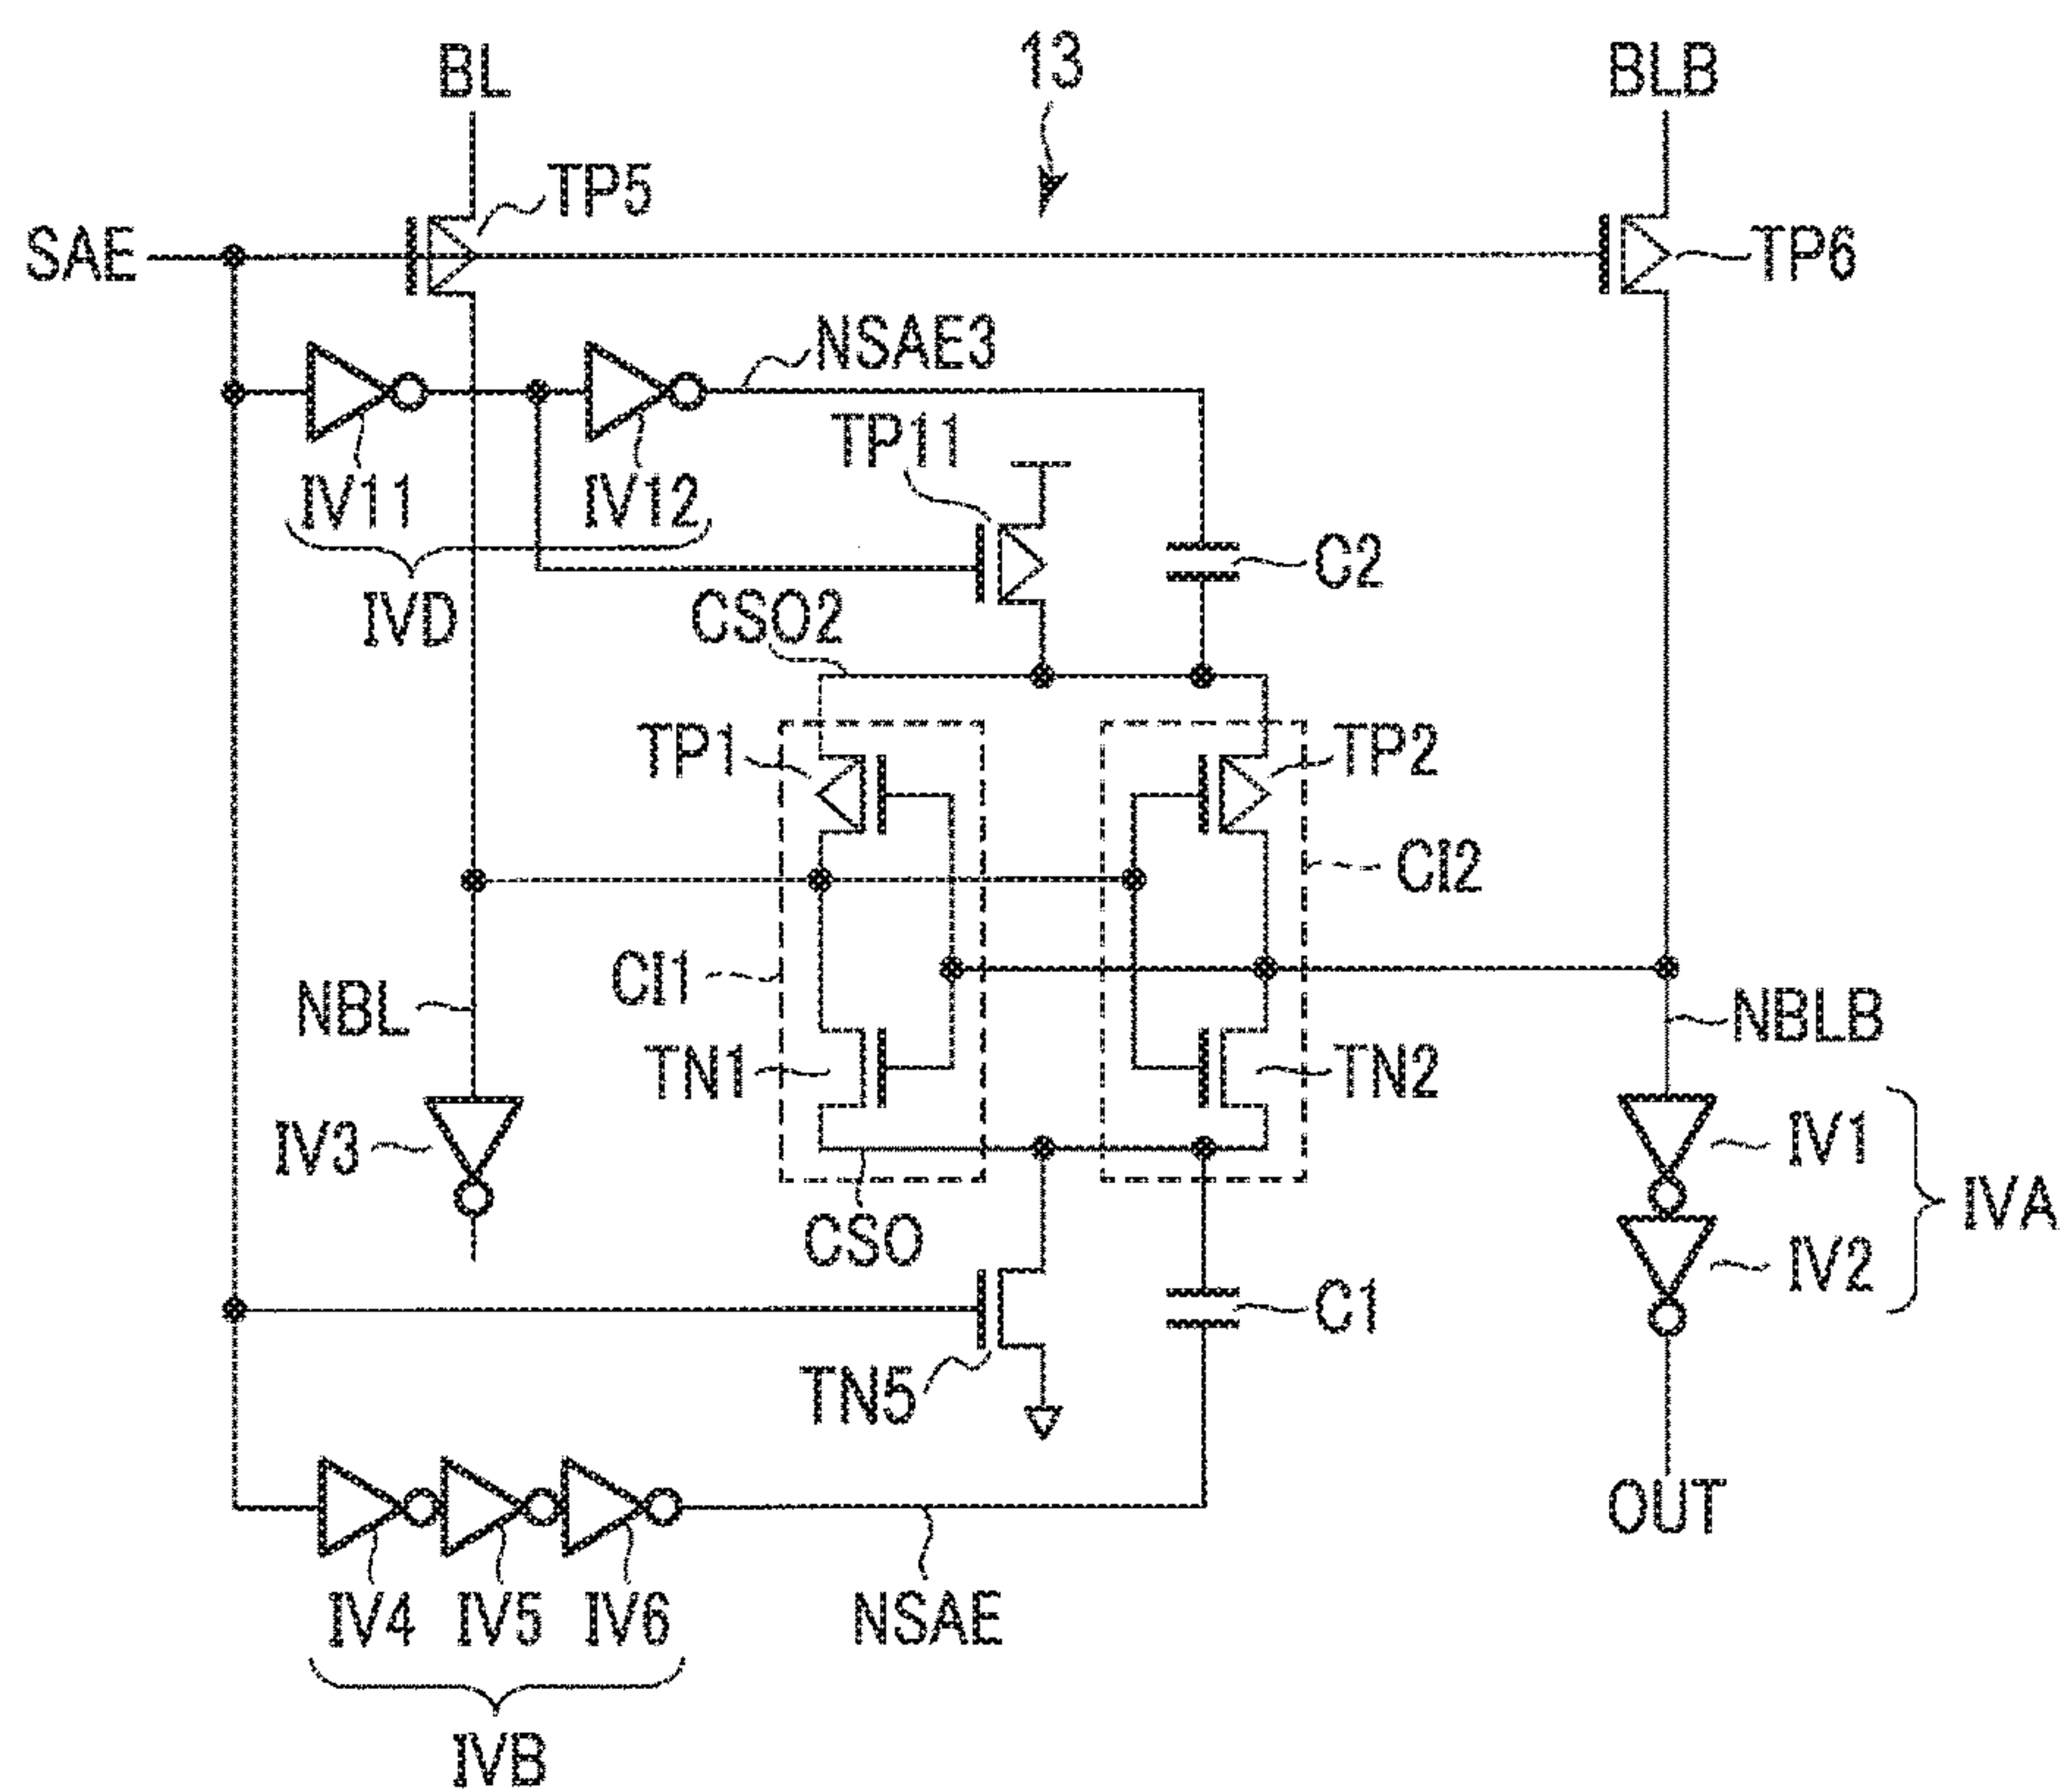 13
BL
BLB
TP5
SAE
TP6
NSAE3
TP11
IV11
IV12
C2
IVD
CSO2
TP1
TP2
CI2
CI1
NBL
NBLB
TN1
TN2
IV3
IV1
IVA
CSO
IV2
C1
TN5
OUT
IV4
IV5
IV6
NSAE
IVB